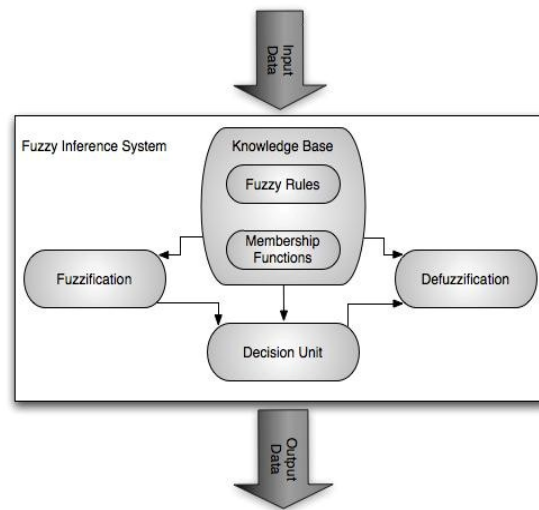 Input
Data
Fuzzy Inference System
Knowledge Base
Fuzzy Rules
Membership
Functions
Fuzzification
Defuzzification
Decision Unit
Output
Data